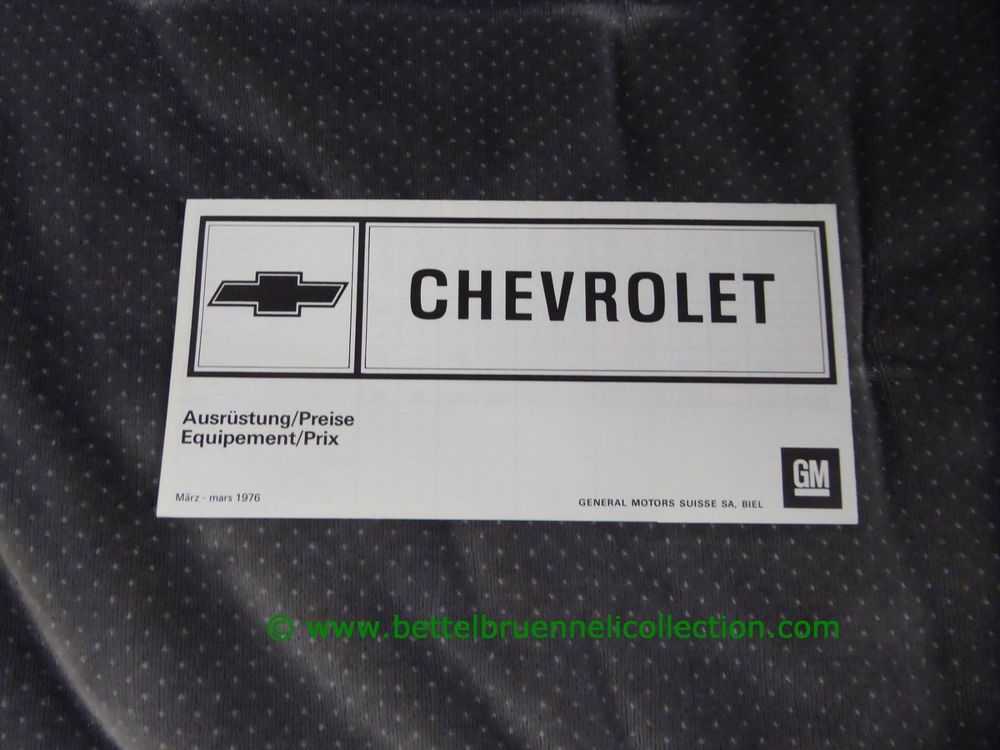 CHEVROLET
Ausrüstung/Preise
Equipement/Prix
März - mars 1976
GENERAL MOTORS SUISSE SA, BIEL
GM
© www.bettelbruennelicollection.com